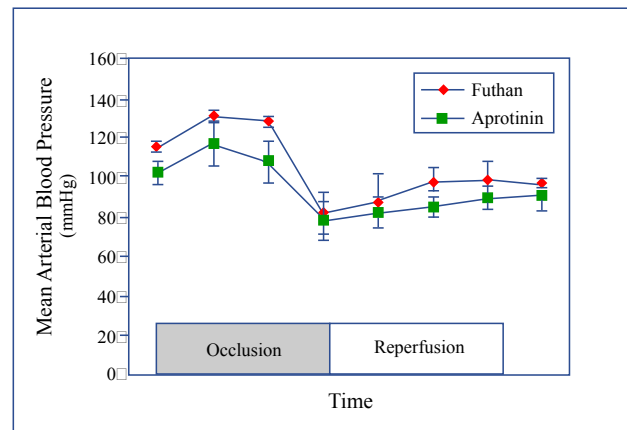 Mean Arterial Blood Pressure
(mmHg)
160
140
120
100
80
60
40
20
0
Futhan
Aprotinin
Occlusion
Reperfusion
Time